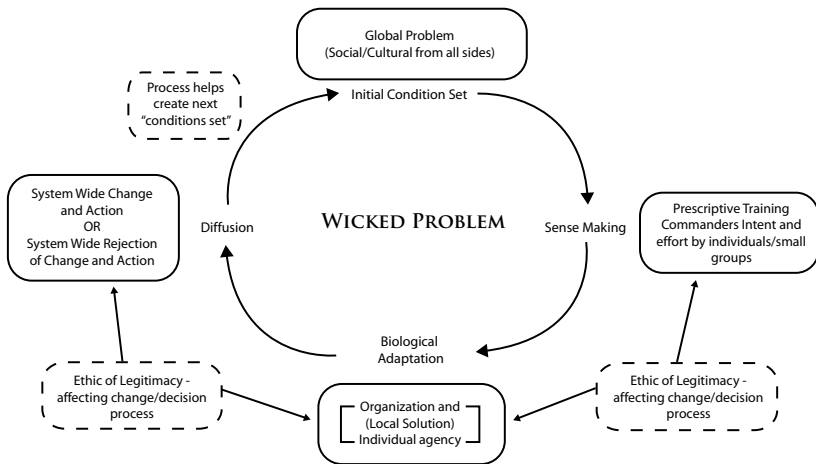 Global Problem
(Social/Cultural from all sides)
Process helps
create next
“conditions set”
Initial Condition Set
System Wide Change
and Action
OR
System Wide Rejection
of Change and Action
Diffusion
WICKED PROBLEM
Sense Making
Prescriptive Training
Commanders Intent and
effort by individuals/small
groups
Biological
Adaptation
Ethic of Legitimacy -
affecting change/decision
process
Organization and
(Local Solution)
Individual agency
Ethic of Legitimacy -
affecting change/decision
process